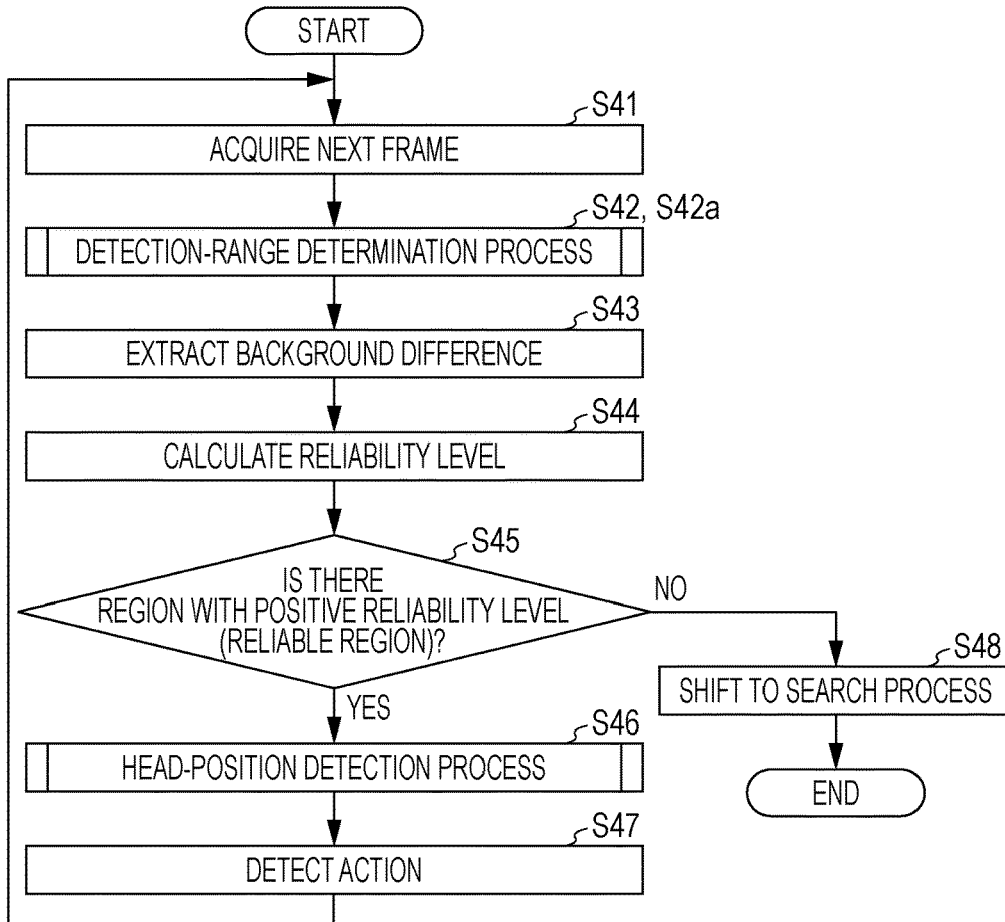 START
S41
ACQUIRE NEXT FRAME
S42, S42a
DETECTION-RANGE DETERMINATION PROCESS
S43
EXTRACT BACKGROUND DIFFERENCE
S44
CALCULATE RELIABILITY LEVEL
S45
IS THERE
REGION WITH POSITIVE RELIABILITY LEVEL
(RELIABLE REGION)?
NO
S48
SHIFT TO SEARCH PROCESS
END
YES
S46
HEAD-POSITION DETECTION PROCESS
S47
DETECT ACTION